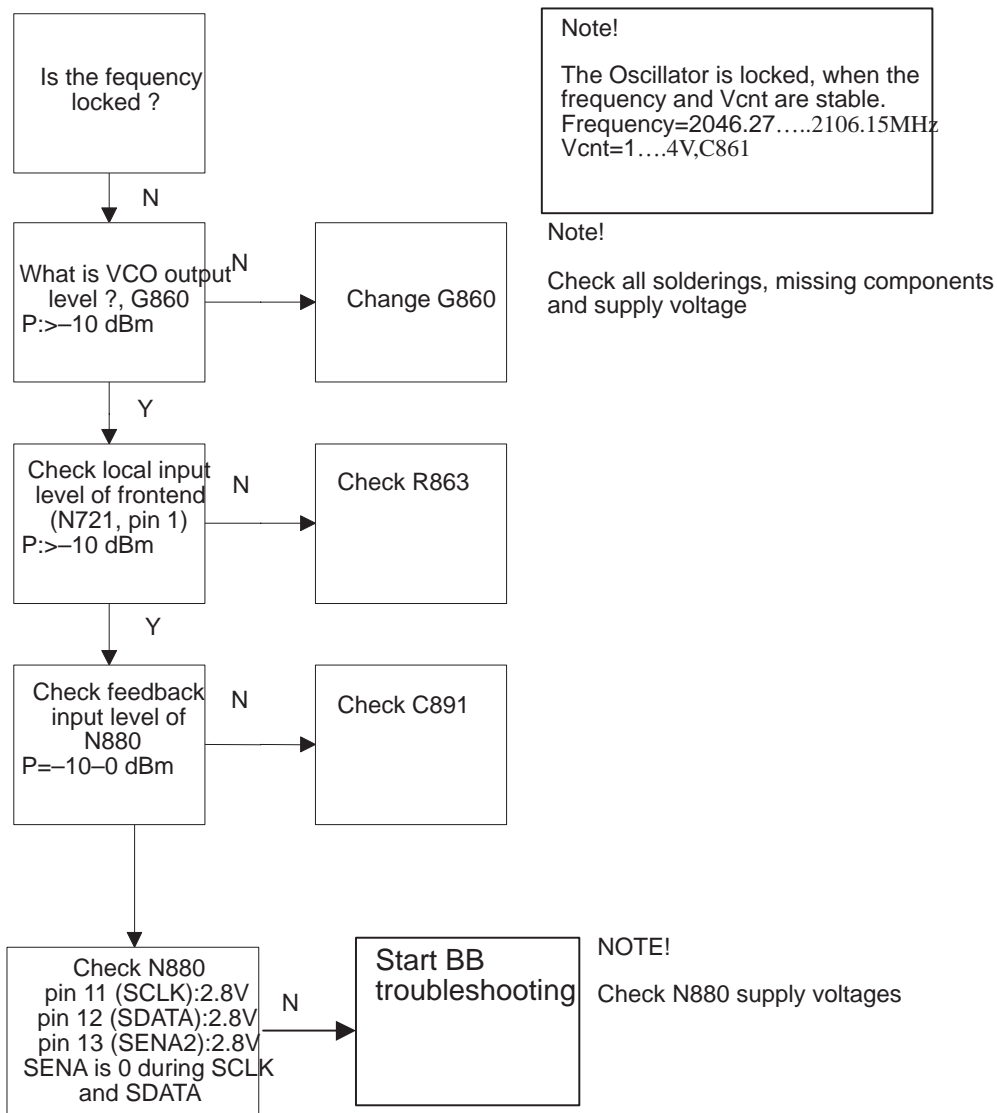 Is the fequency
locked ?
N
What is VCO output
level ?, G860
P:>–10 dBm
N
Change G860
Y
Check local input
level of frontend
(N721, pin 1)
P:>–10 dBm
N
Check R863
Y
Check feedback
input level of
N880
P=–10–0 dBm
N
Check C891
Check N880
pin 11 (SCLK):2.8V
pin 12 (SDATA):2.8V
pin 13 (SENA2):2.8V
SENA is 0 during SCLK
and SDATA
N
Start BB
troubleshooting
NOTE!
Check N880 supply voltages
Note!
The Oscillator is locked, when the
frequency and Vcnt are stable.
Frequency=2046.27.....2106.15MHz
Vcnt=1....4V,C861
Note!
Check all solderings, missing components
and supply voltage